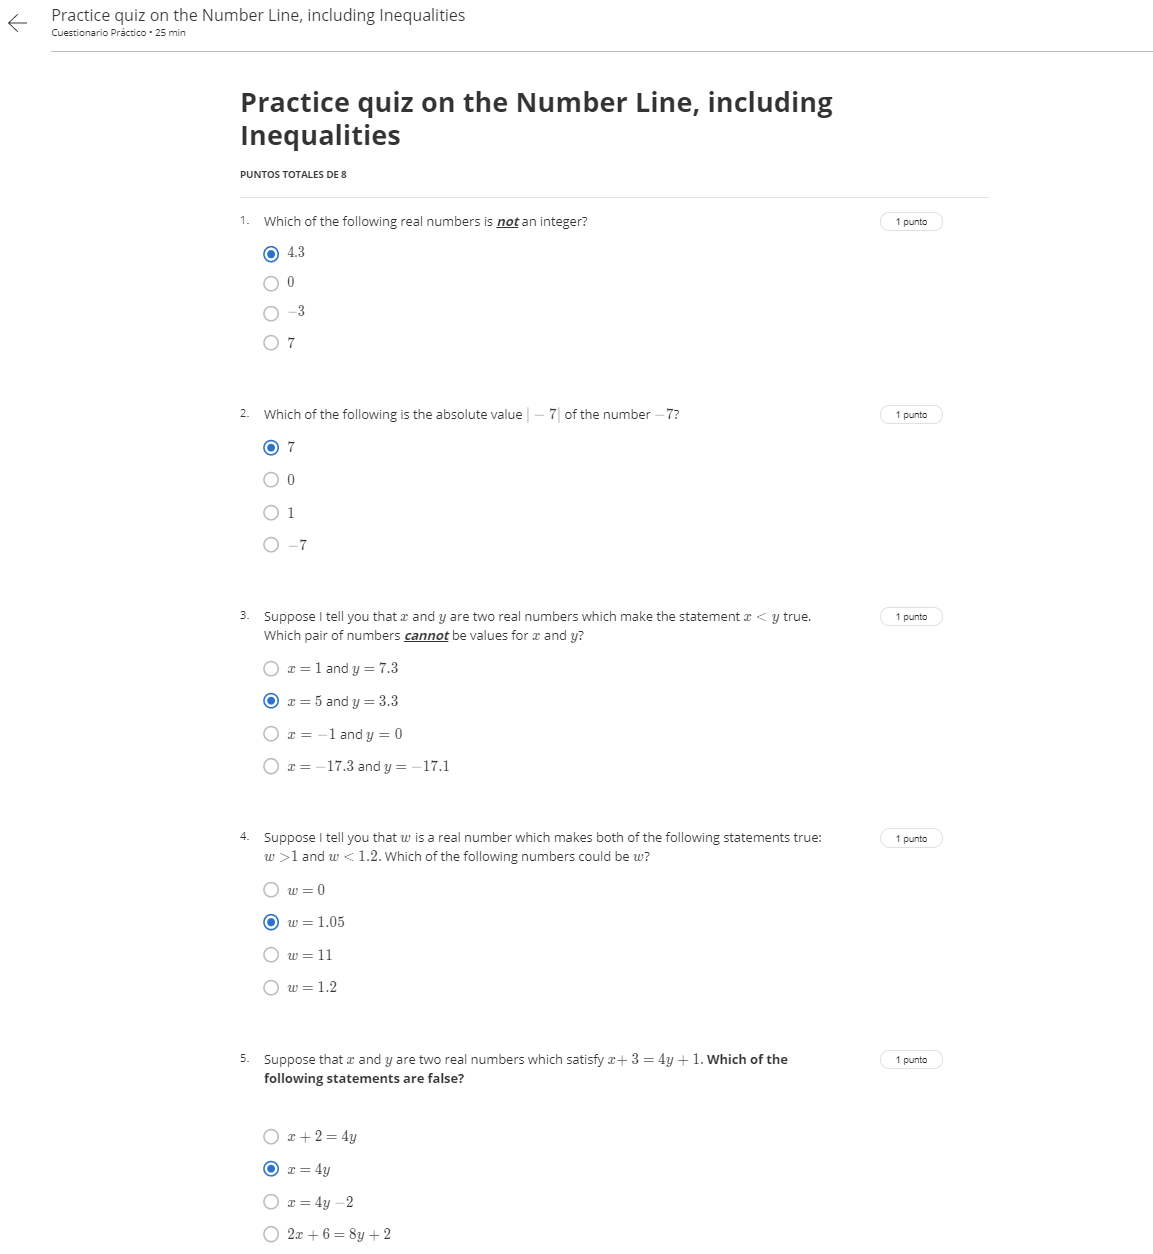 Practice quiz on the Number Line, including Inequalities
Cuestionario Práctico • 25 min
Practice quiz on the Number Line, including
Inequalities
PUNTOS TOTALES DE 8
1. Which of the following real numbers is not an integer? 1 punto
4.3
0
−3
7
2. Which of the following is the absolute value | − 7| of the number −7? 1 punto
7
0
1
−7
3. Suppose I tell you that x and y are two real numbers which make the statement x < y true. 1 punto
Which pair of numbers cannot be values for x and y?
x = 1 and y = 7.3
x = 5 and y = 3.3
x = −1 and y = 0
x = −17.3 and y = −17.1
4. Suppose I tell you that w is a real number which makes both of the following statements true: 1 punto
w >1 and w < 1.2. Which of the following numbers could be w?
w = 0
w = 1.05
w = 11
w = 1.2
5. Suppose that x and y are two real numbers which satisfy x+ 3 = 4y + 1. Which of the 1 punto
following statements are false?
x + 2 = 4y
x = 4y
x = 4y −2
2x + 6 = 8y + 2